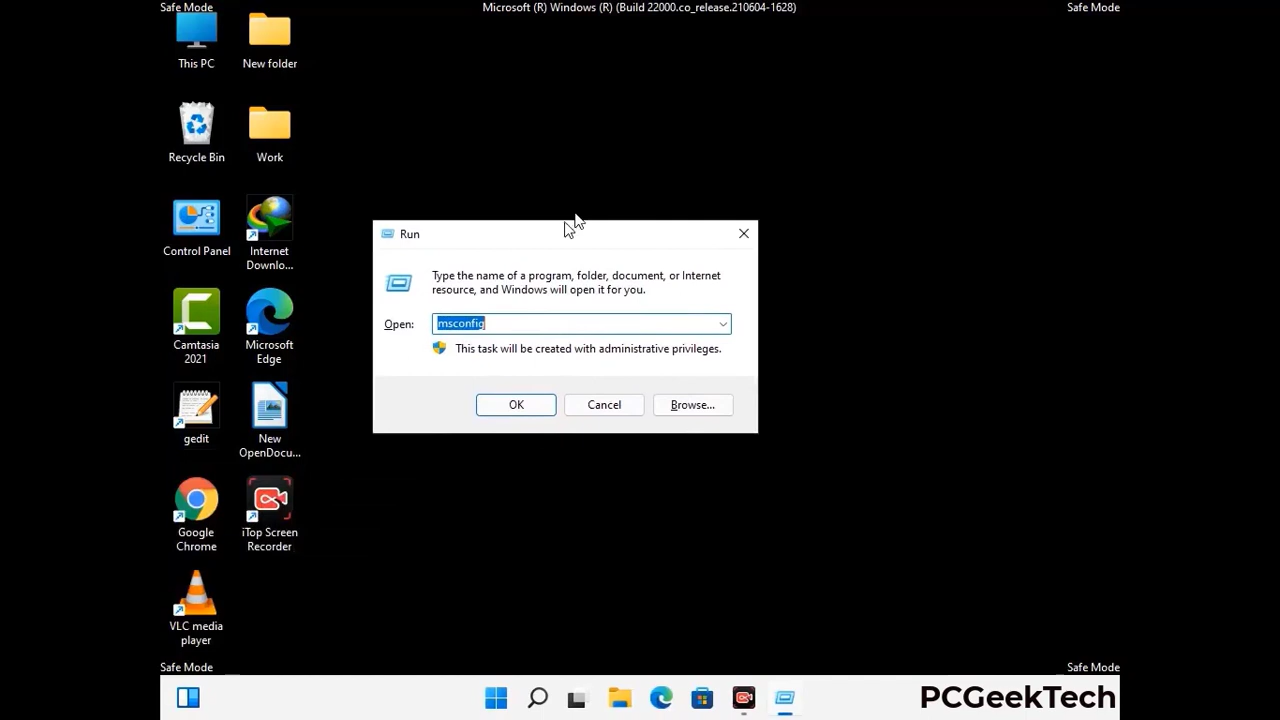 Safe Mode
Microsoft (R) Windows (R) (Build 22000.co_release.210604-1628)
Safe Mode
This PC
New folder
Recycle Bin
Work
Control Panel
Internet
Downlo...
Camtasia
2021
Microsoft
Edge
gedit
New
OpenDocu...
Google
Chrome
iTop Screen
Recorder
VLC media
player
Run
Type the name of a program, folder, document, or Internet
resource, and Windows will open it for you.
Open:
msconfig
This task will be created with administrative privileges.
OK
Cancel
Browse...
Safe Mode
Safe Mode
PCGeekTech